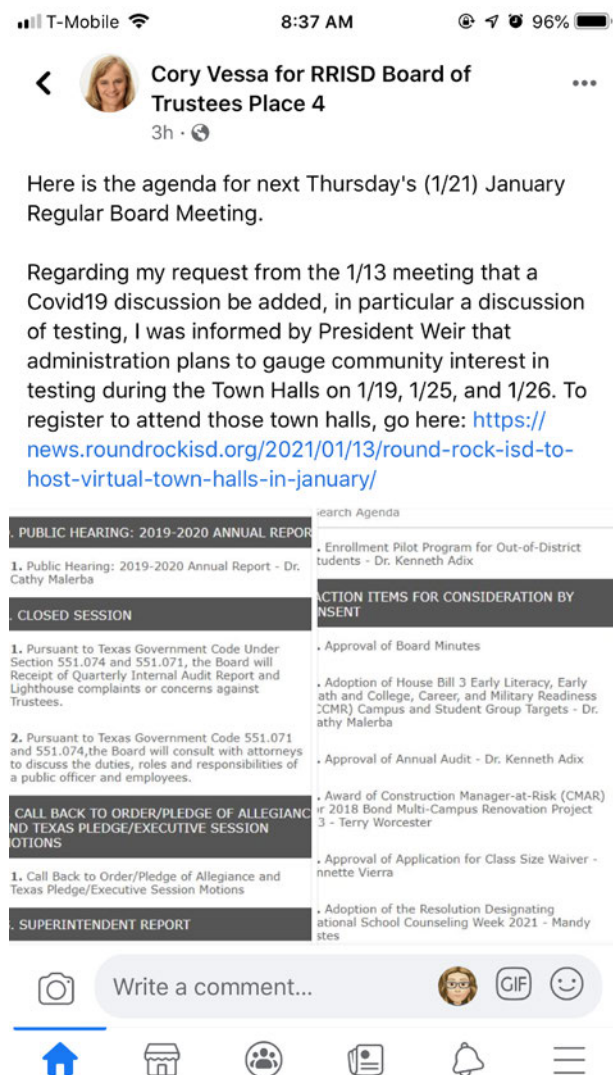 T-Mobile
8:37 AM
96%
Cory Vessa for RRISD Board of
Trustees Place 4
3h ·
Here is the agenda for next Thursday's (1/21) January
Regular Board Meeting.
Regarding my request from the 1/13 meeting that a
Covid19 discussion be added, in particular a discussion
of testing, I was informed by President Weir that
administration plans to gauge community interest in
testing during the Town Halls on 1/19, 1/25, and 1/26. To
register to attend those town halls, go here: https://
news.roundrockisd.org/2021/01/13/round-rock-isd-to-
host-virtual-town-halls-in-january/
. PUBLIC HEARING: 2019-2020 ANNUAL REPOR
1. Public Hearing: 2019-2020 Annual Report - Dr.
Cathy Malerba
. CLOSED SESSION
1. Pursuant to Texas Government Code Under
Section 551.074 and 551.071, the Board will
Receipt of Quarterly Internal Audit Report and
Lighthouse complaints or concerns against
Trustees.
2. Pursuant to Texas Government Code 551.071
and 551.074,the Board will consult with attorneys
to discuss the duties, roles and responsibilities of
a public officer and employees.
CALL BACK TO ORDER/PLEDGE OF ALLEGIANC
ND TEXAS PLEDGE/EXECUTIVE SESSION
OTIONS
1. Call Back to Order/Pledge of Allegiance and
Texas Pledge/Executive Session Motions
. SUPERINTENDENT REPORT
earch Agenda
. Enrollment Pilot Program for Out-of-District
tudents - Dr. Kenneth Adix
ACTION ITEMS FOR CONSIDERATION BY
NSENT
. Approval of Board Minutes
. Adoption of House Bill 3 Early Literacy, Early
ath and College, Career, and Military Readiness
CCMR) Campus and Student Group Targets - Dr.
athy Malerba
. Approval of Annual Audit - Dr. Kenneth Adix
. Award of Construction Manager-at-Risk (CMAR)
or 2018 Bond Multi-Campus Renovation Project
3 - Terry Worcester
. Approval of Application for Class Size Waiver -
nnette Vierra
. Adoption of the Resolution Designating
ational School Counseling Week 2021 - Mandy
stes
Write a comment...
GIF